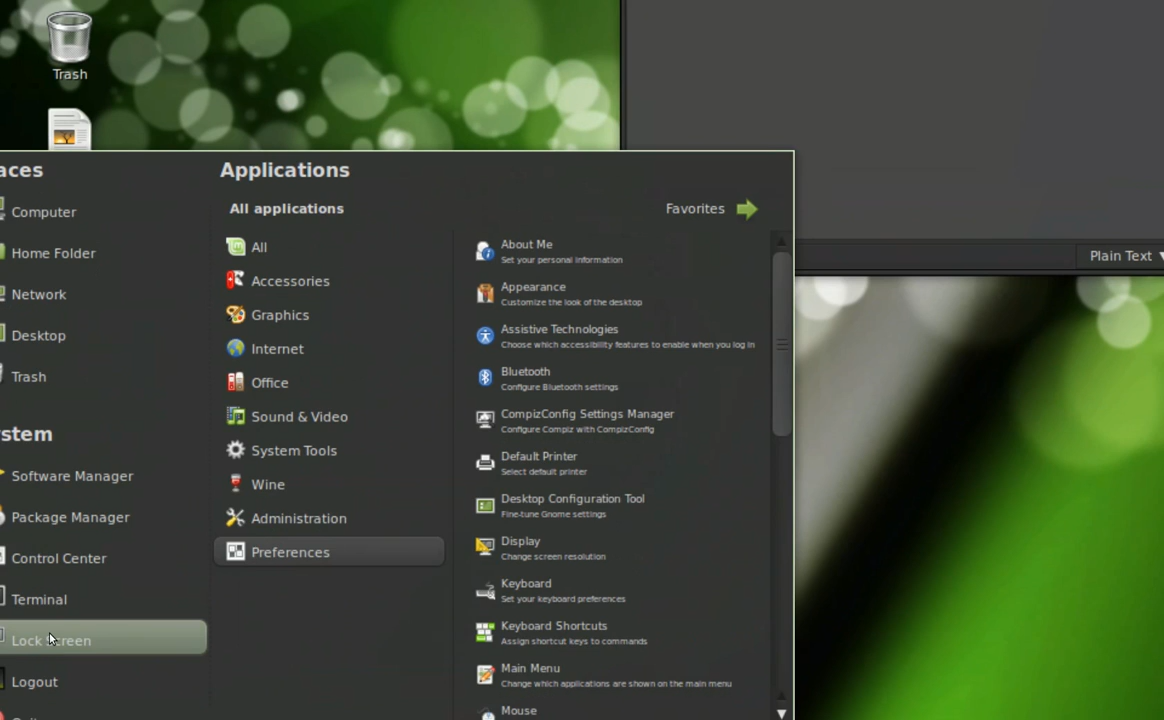 Trash
aces
Computer
Home Folder
Network
Desktop
Trash
stem
Software Manager
Package Manager
Control Center
Terminal
Lock Screen
Logout
Applications
All applications
Favorites
All
Accessories
Graphics
Internet
Office
Sound & Video
System Tools
Wine
Administration
Preferences
About Me
Set your personal information
Appearance
Customize the look of the desktop
Assistive Technologies
Choose which accessibility features to enable when you log in
Bluetooth
Configure Bluetooth settings
CompizConfig Settings Manager
Configure Compiz with CompizConfig
Default Printer
Select default printer
Desktop Configuration Tool
Fine-tune Gnome settings
Display
Change screen resolution
Keyboard
Set your keyboard preferences
Keyboard Shortcuts
Assign shortcut keys to commands
Main Menu
Change which applications are shown on the main menu
Mouse
Plain Text